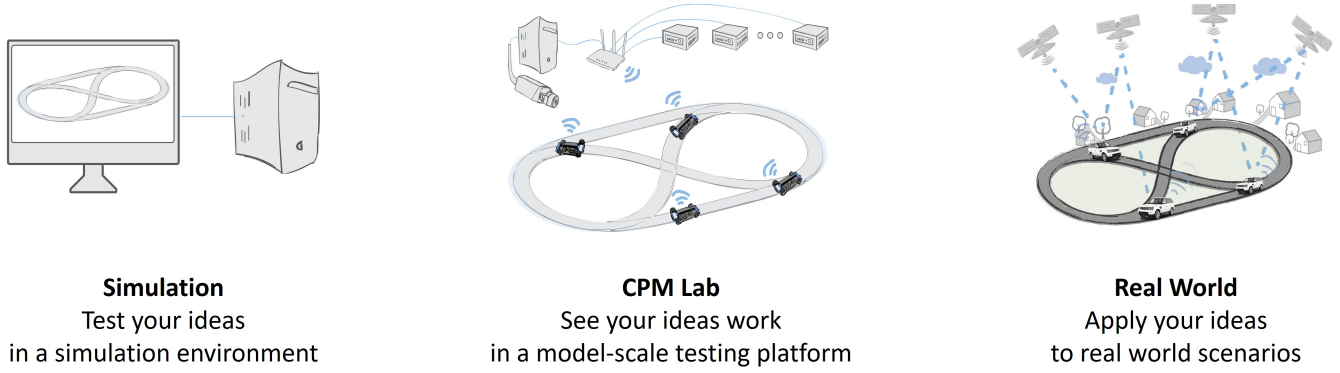 Simulation
Test your ideas
in a simulation environment
CPM Lab
See your ideas work
in a model-scale testing platform
Real World
Apply your ideas
to real world scenarios